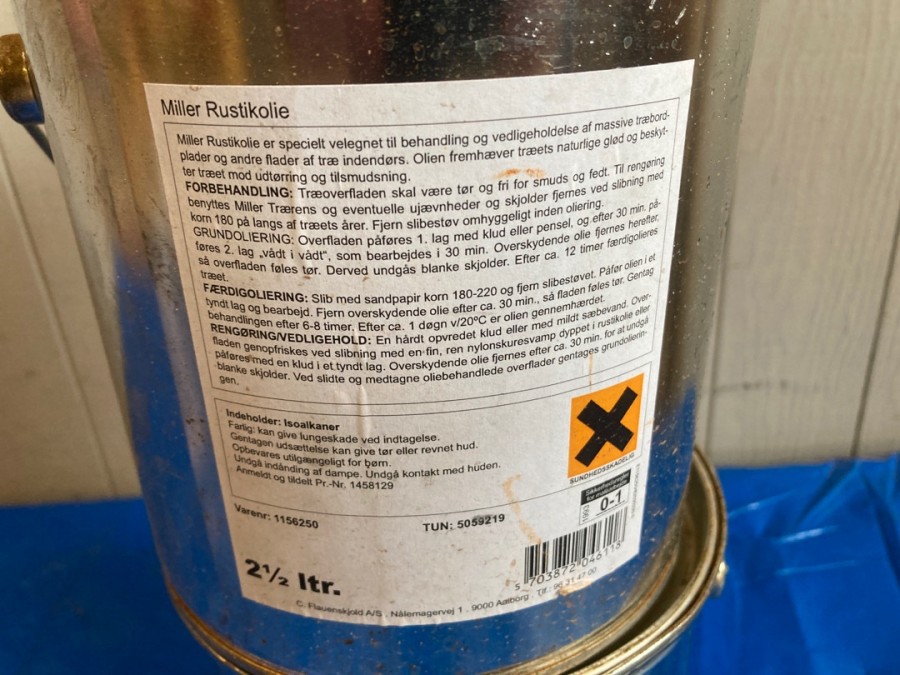 Miller Rustikolie
Miller Rustikolie er specielt velegnet til behandling og vedligeholdelse af massive træbord-
plader og andre flader af træ indendørs. Olien fremhæver træets naturlige glød og beskyt-
ter træet mod udtørring og tilsmudsning.
FORBEHANDLING: Træoverfladen skal være tør og fri for smuds og fedt. Til rengøring
benyttes Miller Trærens og eventuelle ujævnheder og skjolder fjernes ved slibning med
korn 180 på langs af træets årer. Fjern slibestøv omhyggeligt inden oliering.
GRUNDOLIERING: Overfladen påføres 1. lag med klud eller pensel, og efter 30 min. på-
føres 2. lag „vådt i vådt", som bearbejdes i 30 min. Overskydende olie fjernes herefter,
så overfladen føles tør. Derved undgås blanke skjolder. Efter ca. 12 timer færdigolieres
træet.
FÆRDIGOLIERING: Slib med sandpapir korn 180-220 og fjern slibestøvet. Påfør olien i et
tyndt lag og bearbejd. Fjern overskydende olie efter ca. 30 min., så fladen føles tør. Gentag
behandlingen efter 6-8 timer. Efter ca. 1 døgn v/20ºC er olien gennemhærdet.
RENGØRING/VEDLIGEHOLD: En hårdt opvredet klud eller med mildt sæbevand. Over-
fladen genopfriskes ved slibning med en fin, ren nylonskuresvamp dyppet i rustikolie eller
påføres med en klud i et tyndt lag. Overskydende olie fjernes efter ca. 30 min. for at undgå
blanke skjolder. Ved slidte og medtagne oliebehandlede overflader gentages grundolierin-
gen.
Indeholder: Isoalkaner
Farlig: kan give lungeskade ved indtagelse.
Gentagen udsættelse kan give tør eller revnet hud.
Opbevares utilgængeligt for børn.
Undgå indånding af dampe. Undgå kontakt med huden.
Anmeldt og tildelt Pr.-Nr. 1458129
SUNDHEDSSKADELIG
1993
0-1
Varenr: 1156250
TUN: 5059219
2½ ltr.
5 703872 046118
C. Flauenskjold A/S . Nålemagervej 1 . 9000 Aalborg . Tlf.: 96 31 47 00